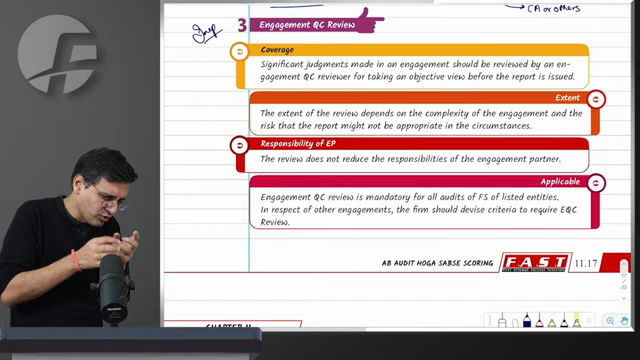 → CA or others
Imp
3 Engagement QC Review
Coverage
Significant judgments made in an engagement should be reviewed by an en-
gagement QC reviewer for taking an objective view before the report is issued.
Extent
The extent of the review depends on the complexity of the engagement and the
risk that the report might not be appropriate in the circumstances.
Responsibility of EP
The review does not reduce the responsibilities of the engagement partner.
Applicable
Engagement QC review is mandatory for all audits of FS of listed entities.
In respect of other engagements, the firm should devise criteria to require EQC
Review.
AB AUDIT HOGA SABSE SCORING FAST 11.17